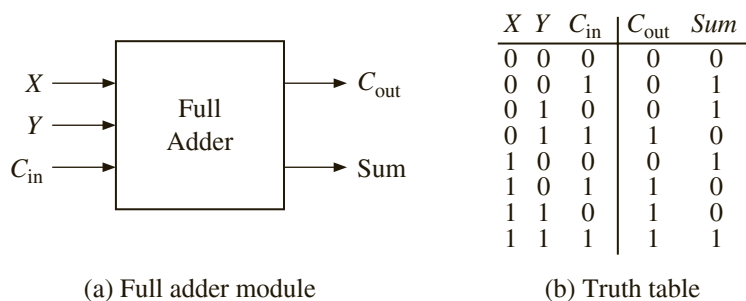 X
Y
C_in
Full
Adder
C_out
Sum
(a) Full adder module
X Y C_in C_out Sum
0 0 0 0 0
0 0 1 0 1
0 1 0 0 1
0 1 1 1 0
1 0 0 0 1
1 0 1 1 0
1 1 0 1 0
1 1 1 1 1
(b) Truth table